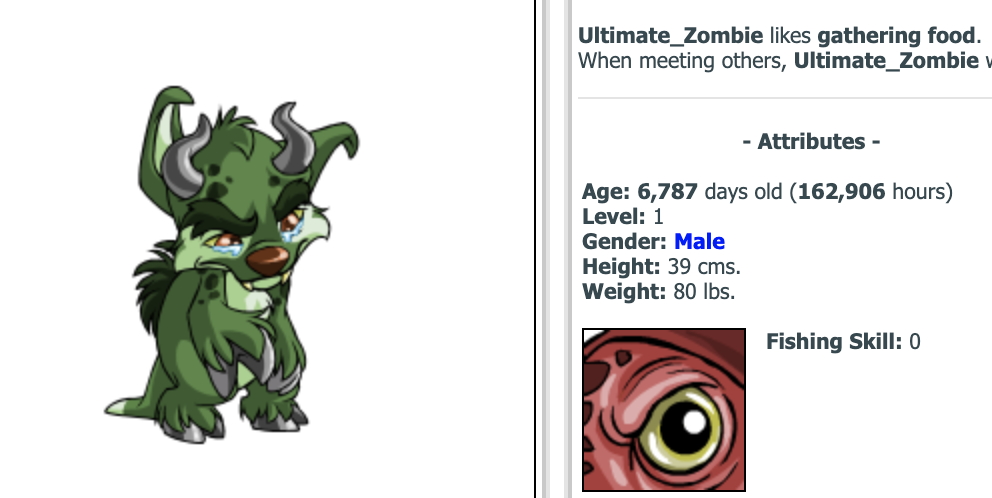 Ultimate_Zombie likes gathering food.
When meeting others, Ultimate_Zombie
- Attributes -
Age: 6,787 days old (162,906 hours)
Level: 1
Gender: Male
Height: 39 cms.
Weight: 80 lbs.
Fishing Skill: 0